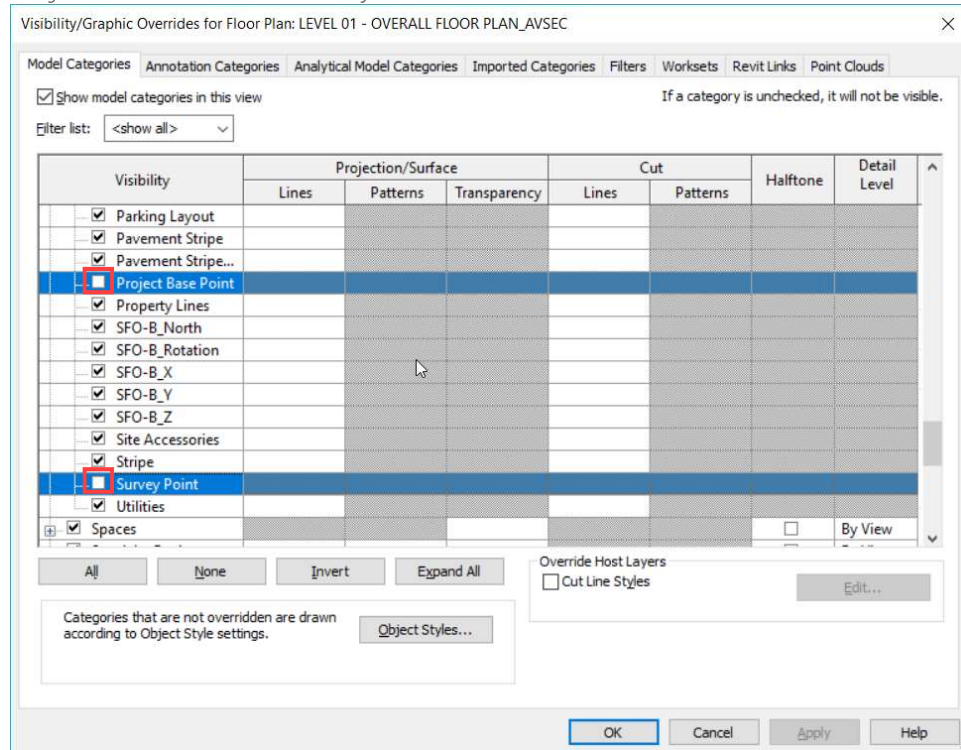 Visibility/Graphic Overrides for Floor Plan: LEVEL 01 - OVERALL FLOOR PLAN_AVSEC
Model Categories Annotation Categories Analytical Model Categories Imported Categories Filters Worksets Revit Links Point Clouds
Show model categories in this view If a category is unchecked, it will not be visible.
Filter list: <show all>
Visibility Projection/Surface Cut Halftone Detail Level
Lines Patterns Transparency Lines Patterns
Parking Layout
Pavement Stripe
Pavement Stripe...
Project Base Point
Property Lines
SFO-B_North
SFO-B_Rotation
SFO-B_X
SFO-B_Y
SFO-B_Z
Site Accessories
Stripe
Survey Point
Utilities
Spaces By View
All None Invert Expand All Override Host Layers
Cut Line Styles Edit...
Categories that are not overridden are drawn
according to Object Style settings. Object Styles...
OK Cancel Apply Help